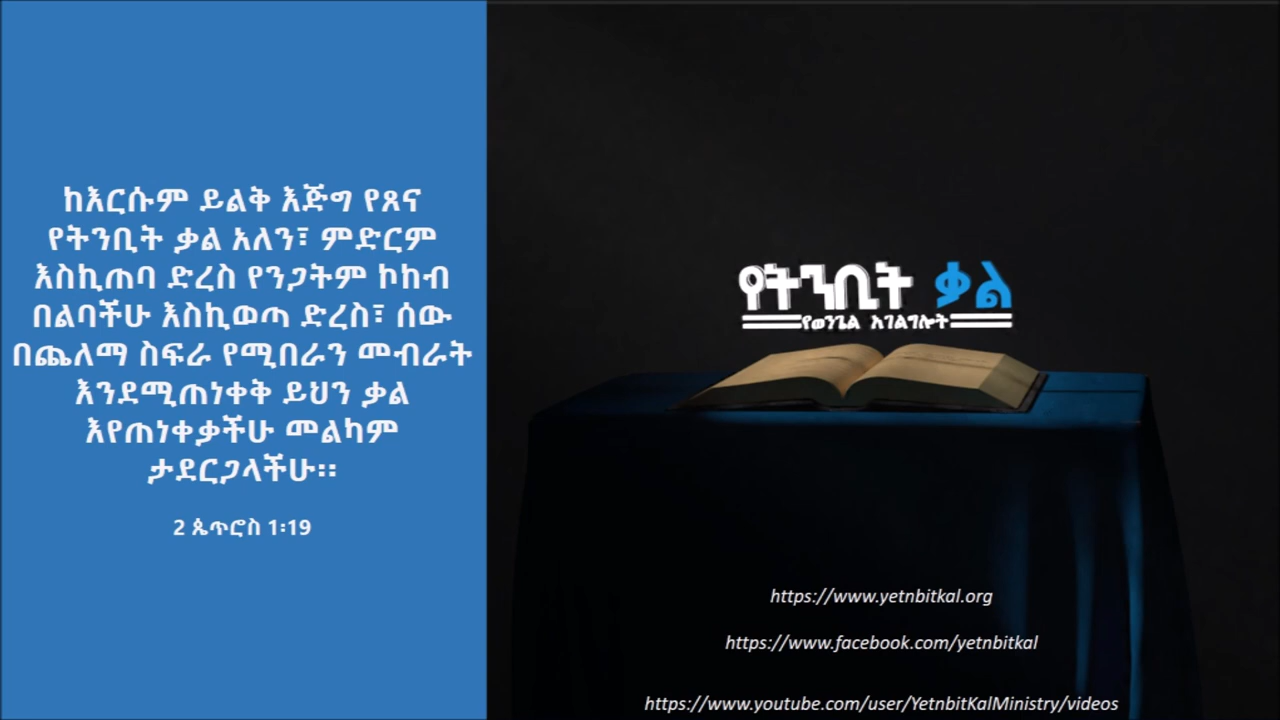 ከእርሱም ይልቅ እጅግ የጸና
የትንቢት ቃል አለን፣ ምድርም
እስኪጠባ ድረስ የንጋትም ኮከብ
በልባችሁ እስኪወጣ ድረስ፣ ሰው
በጨለማ ስፍራ የሚበራን መብራት
እንደሚጠነቀቅ ይህን ቃል
እየጠነቀቃችሁ መልካም
ታደርጋላችሁ።
2 ጴጥሮስ 1፡19
የትንቢት ቃል
የወንጌል አገልግሎት
https://www.yetnbitkal.org
https://www.facebook.com/yetnbitkal
https://www.youtube.com/user/YetnbitKalMinistry/videos